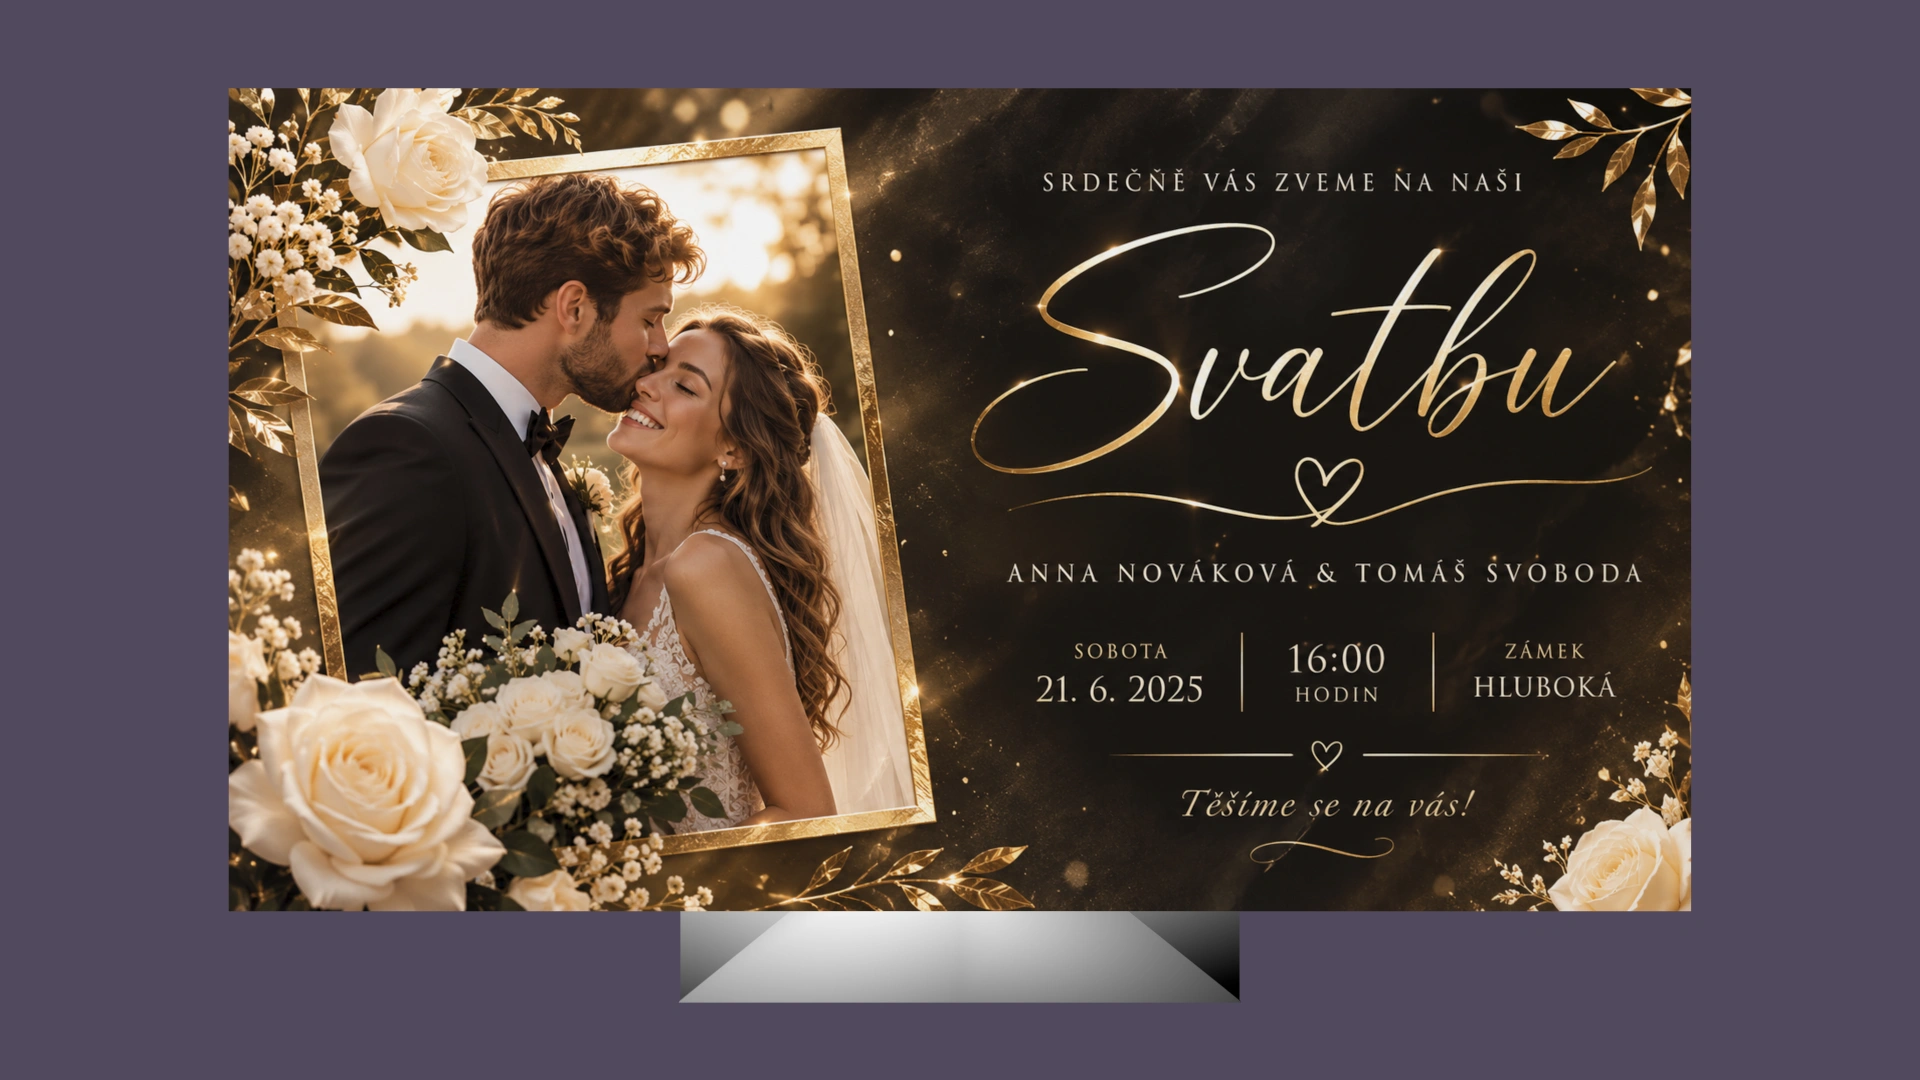 SRDEČŇĚ VÁS ZVEME NA NAŠI
Svatbu
ANNA NOVÁKOVÁ & TOMÁŠ SVOBODA
SOBOTA
21. 6. 2025
16:00
HODIN
ZÁMEK
HLUBOKÁ
Těšíme se na vás!